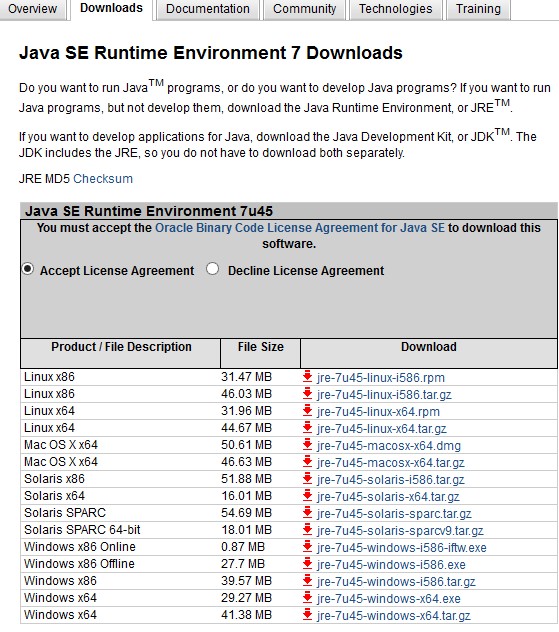 Overview Downloads Documentation Community Technologies Training
Java SE Runtime Environment 7 Downloads
Do you want to run Java™ programs, or do you want to develop Java programs? If you want to run
Java programs, but not develop them, download the Java Runtime Environment, or JRE™.
If you want to develop applications for Java, download the Java Development Kit, or JDK™. The
JDK includes the JRE, so you do not have to download both separately.
JRE MD5 Checksum
Java SE Runtime Environment 7u45
You must accept the Oracle Binary Code License Agreement for Java SE to download this
software.
Accept License Agreement Decline License Agreement
Product / File Description File Size Download
Linux x86 31.47 MB jre-7u45-linux-i586.rpm
Linux x86 46.03 MB jre-7u45-linux-i586.tar.gz
Linux x64 31.96 MB jre-7u45-linux-x64.rpm
Linux x64 44.67 MB jre-7u45-linux-x64.tar.gz
Mac OS X x64 50.61 MB jre-7u45-macosx-x64.dmg
Mac OS X x64 46.63 MB jre-7u45-macosx-x64.tar.gz
Solaris x86 51.88 MB jre-7u45-solaris-i586.tar.gz
Solaris x64 16.01 MB jre-7u45-solaris-x64.tar.gz
Solaris SPARC 54.69 MB jre-7u45-solaris-sparc.tar.gz
Solaris SPARC 64-bit 18.01 MB jre-7u45-solaris-sparcv9.tar.gz
Windows x86 Online 0.87 MB jre-7u45-windows-i586-iftw.exe
Windows x86 Offline 27.7 MB jre-7u45-windows-i586.exe
Windows x86 39.57 MB jre-7u45-windows-i586.tar.gz
Windows x64 29.27 MB jre-7u45-windows-x64.exe
Windows x64 41.38 MB jre-7u45-windows-x64.tar.gz